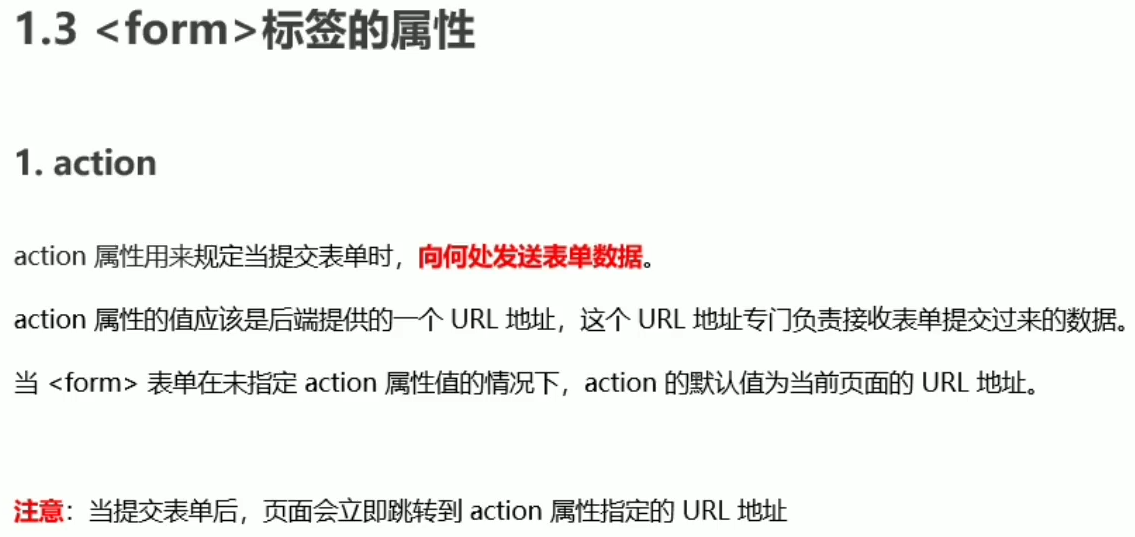 1.3 <form>标签的属性
1. action
action 属性用来规定当提交表单时，向何处发送表单数据。
action 属性的值应该是后端提供的一个 URL 地址，这个 URL 地址专门负责接收表单提交过来的数据。
当 <form> 表单在未指定 action 属性值的情况下，action 的默认值为当前页面的 URL 地址。
注意：当提交表单后，页面会立即跳转到 action 属性指定的 URL 地址